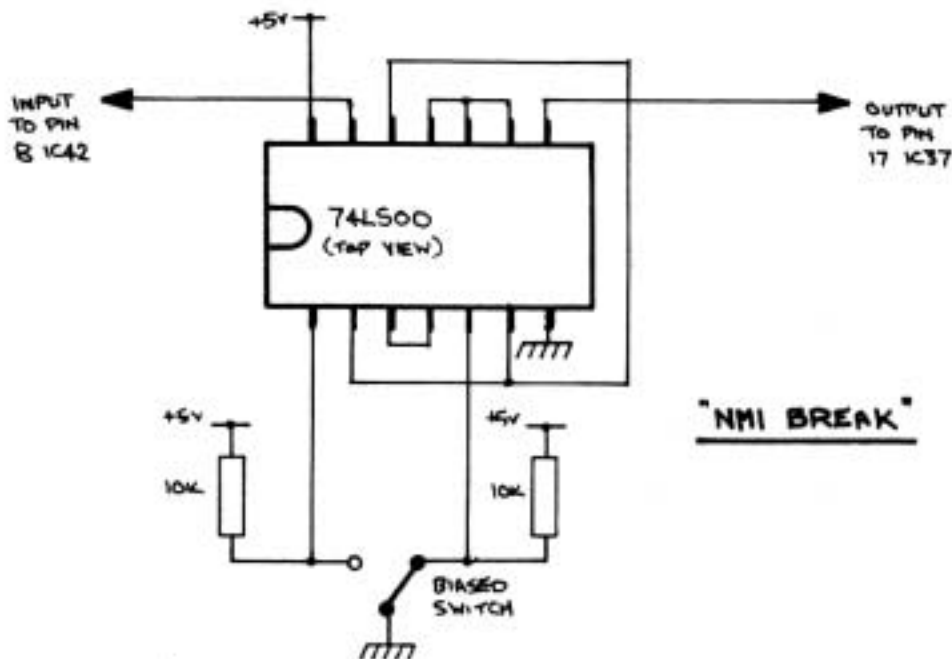 +5V
INPUT
TO PIN
8 IC42
OUTPUT
TO PIN
17 IC37
74LS00
(TOP VIEW)
"NMI BREAK"
+5V
10K
+5V
10K
BIASED
SWITCH